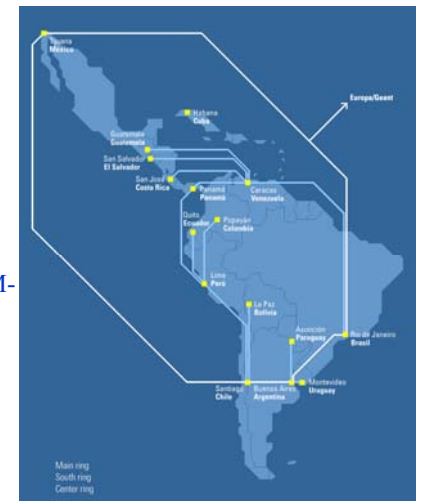 Tijuana
México
Europa/Geant
Habana
Cuba
Guatemala
Guatemala
San Salvador
El Salvador
San José
Costa Rica
Panamá
Panamá
Caracas
Venezuela
Quito
Ecuador
Popayán
Colombia
Lima
Perú
La Paz
Bolivia
Asunción
Paraguay
Rio de Janeiro
Brasil
Santiago
Chile
Buenos Aires
Argentina
Montevideo
Uruguay
M-
Main ring
South ring
Center ring